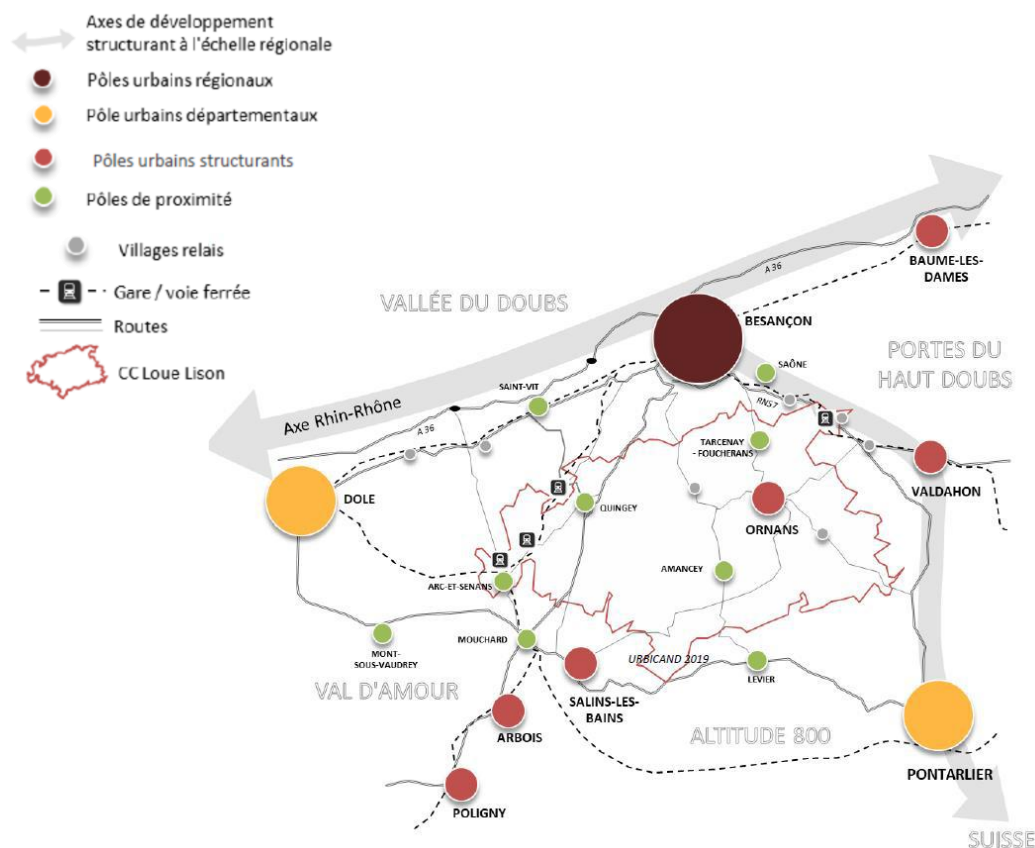 Axes de développement
structurant à l'échelle régionale
Pôles urbains régionaux
Pôle urbains départementaux
Pôles urbains structurants
Pôles de proximité
Villages relais
Gare / voie ferrée
Routes
CC Loue Lison
BAUME-LES-
DAMES
A 36
VALLÉE DU DOUBS
BESANÇON
PORTES DU
HAUT DOUBS
SAÔNE
SAINT-VIT
RN57
Axe Rhin-Rhône
A 36
TARCENAY
- FOUCHERANS
VALDAHON
DOLE
QUINGEY
ORNANS
AMANCEY
ARC-ET-SENANS
MOUCHARD
MONT-
SOUS-VAUDREY
URBICAND 2019
LEVIER
VAL D'AMOUR
SALINS-LES-
BAINS
ARBOIS
ALTITUDE 800
PONTARLIER
POLIGNY
SUISSE